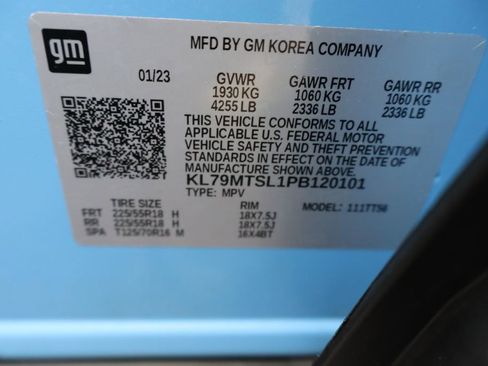 gm
MFD BY GM KOREA COMPANY
01/23 GVWR GAWR FRT GAWR RR
1930 KG 1060 KG 1060 KG
4255 LB 2336 LB 2336 LB
THIS VEHICLE CONFORMS TO ALL
APPLICABLE U.S. FEDERAL MOTOR
VEHICLE SAFETY AND THEFT PREVENTION
STANDARDS IN EFFECT ON THE DATE OF
MANUFACTURE SHOWN ABOVE.
KL79MTSL1PB120101
TYPE: MPV MODEL: 111TT56
TIRE SIZE RIM
FRT 225/55R18 H 18X7.5J
RR 225/55R18 H 18X7.5J
SPA T125/70R16 M 16X4BT